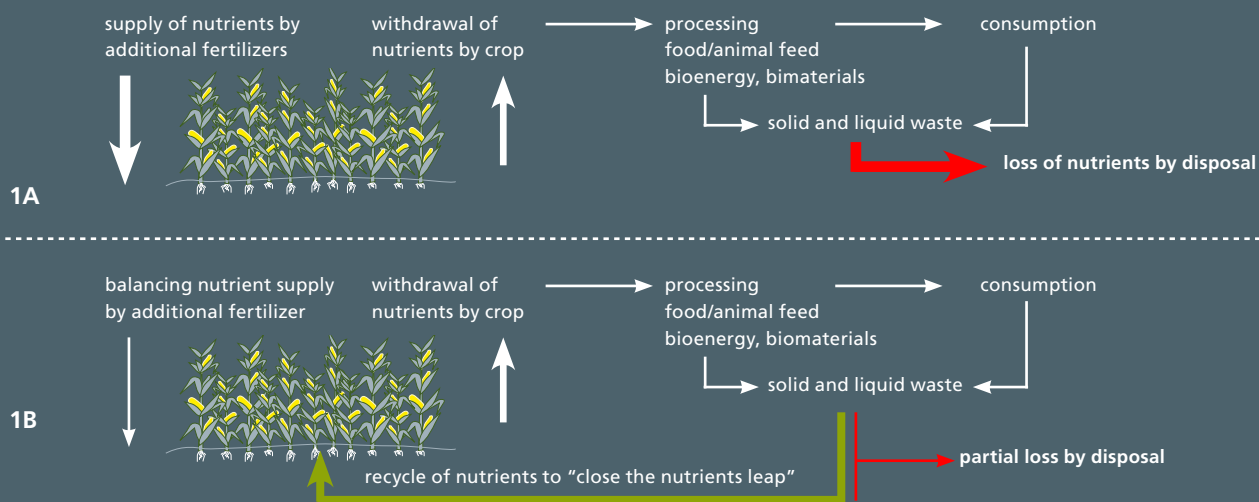 supply of nutrients by
additional fertilizers
withdrawal of
nutrients by crop
processing
food/animal feed
bioenergy, bimaterials
consumption
solid and liquid waste
loss of nutrients by disposal
1A
balancing nutrient supply
by additional fertilizer
withdrawal of
nutrients by crop
processing
food/animal feed
bioenergy, biomaterials
consumption
solid and liquid waste
1B
partial loss by disposal
recycle of nutrients to “close the nutrients leap”